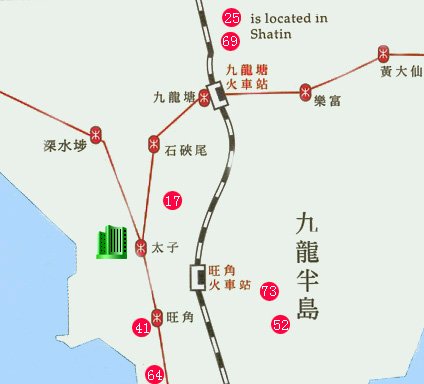 25 is located in
Shatin
69
九龍塘
火車站
黃大仙
九龍塘
樂富
深水埗
石硤尾
17
太子
九龍半島
旺角
火車站
73
52
41
旺角
64